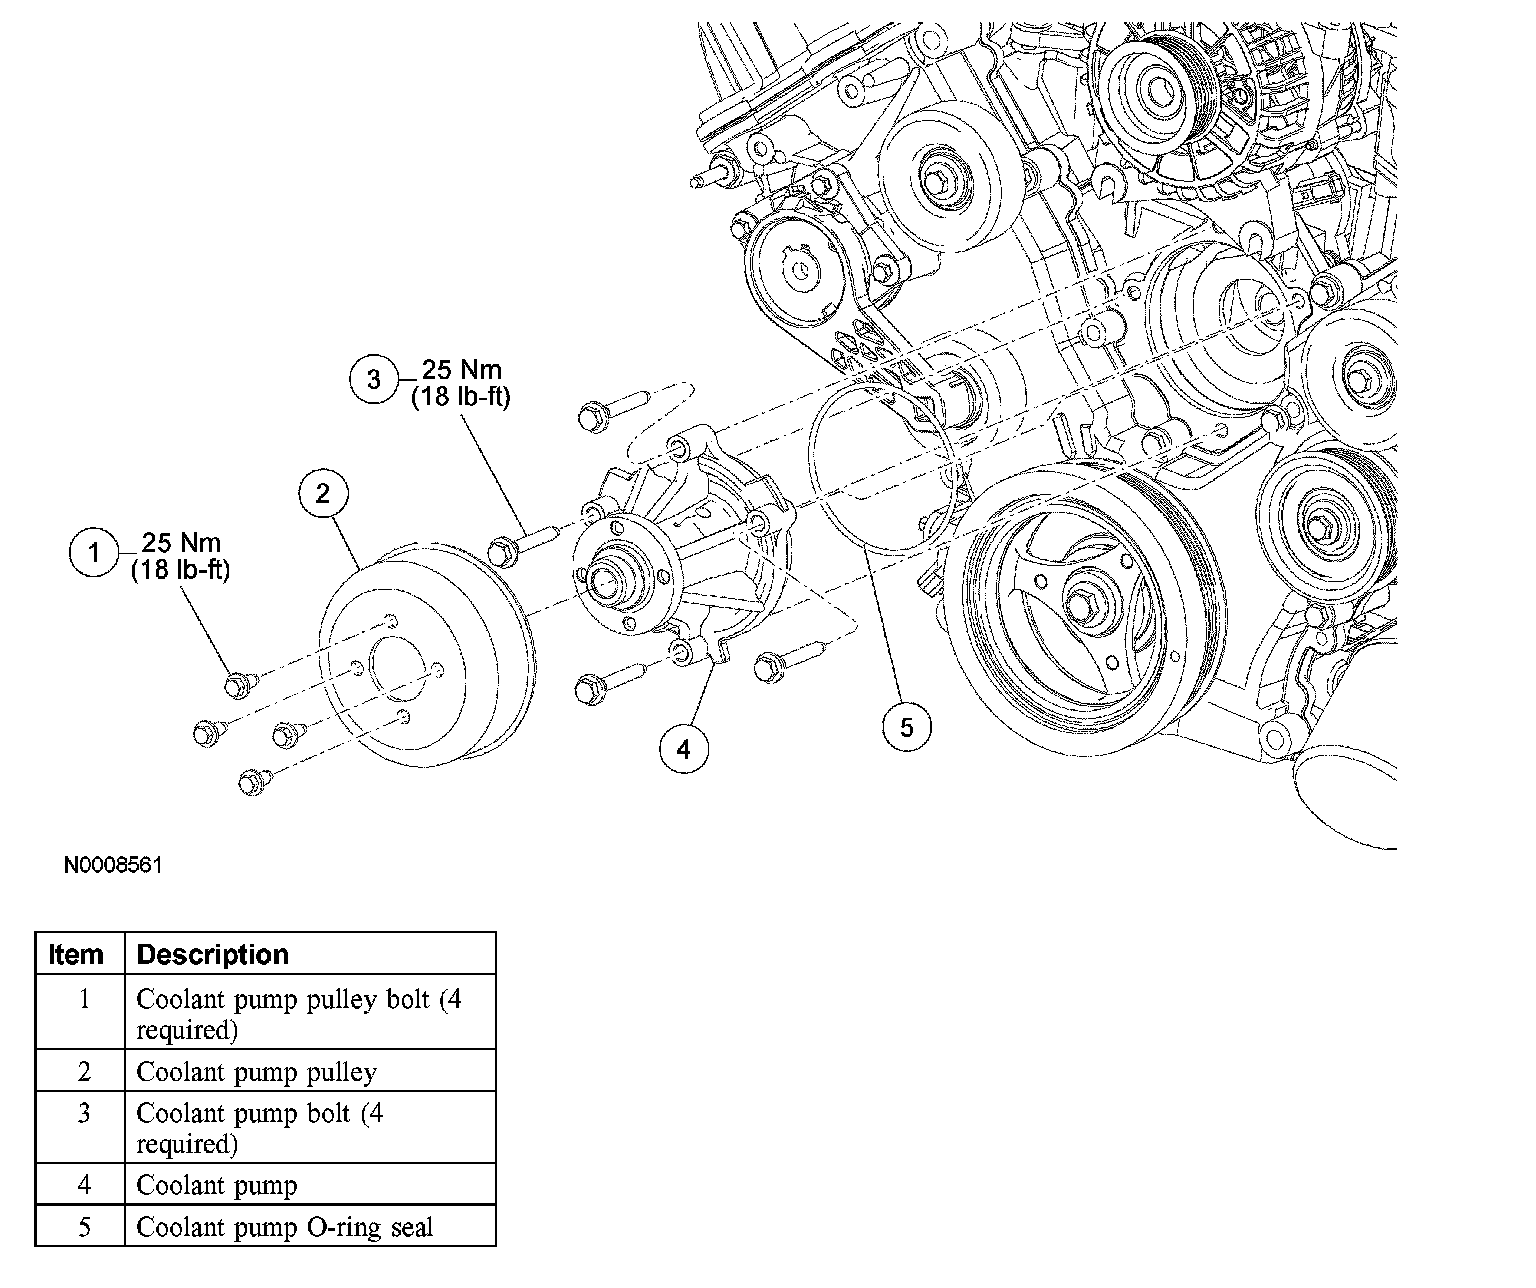 3 25 Nm
(18 lb-ft)
2
1 25 Nm
(18 lb-ft)
4
5
N0008561
Item Description
1 Coolant pump pulley bolt (4
required)
2 Coolant pump pulley
3 Coolant pump bolt (4
required)
4 Coolant pump
5 Coolant pump O-ring seal